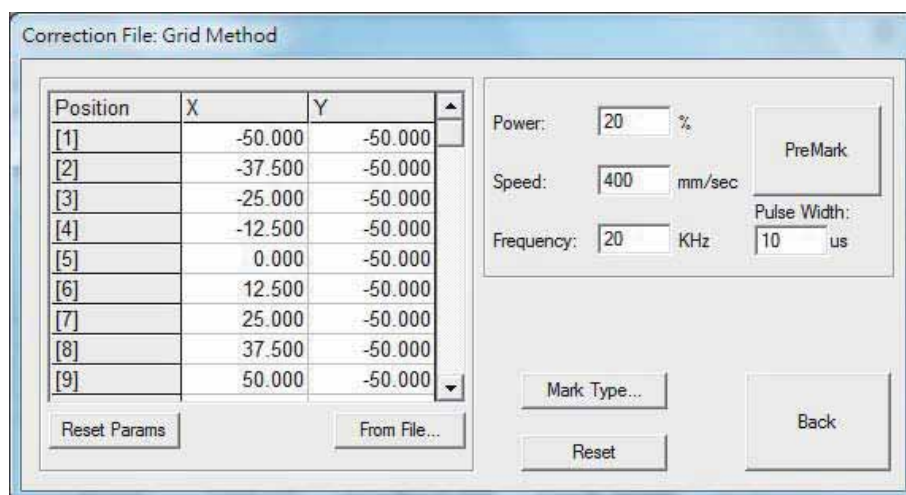 Correction File: Grid Method
Position X Y
[1] -50.000 -50.000
[2] -37.500 -50.000
[3] -25.000 -50.000
[4] -12.500 -50.000
[5] 0.000 -50.000
[6] 12.500 -50.000
[7] 25.000 -50.000
[8] 37.500 -50.000
[9] 50.000 -50.000
Reset Params From File...
Power: 20 %
Speed: 400 mm/sec
Frequency: 20 KHz
PreMark
Pulse Width:
10 us
Mark Type...
Reset
Back